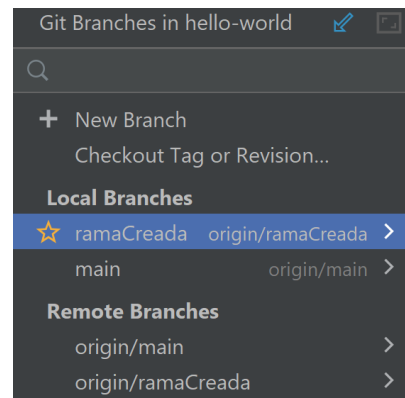 Git Branches in hello-world
New Branch
Checkout Tag or Revision...
Local Branches
ramaCreada origin/ramaCreada
main origin/main
Remote Branches
origin/main
origin/ramaCreada